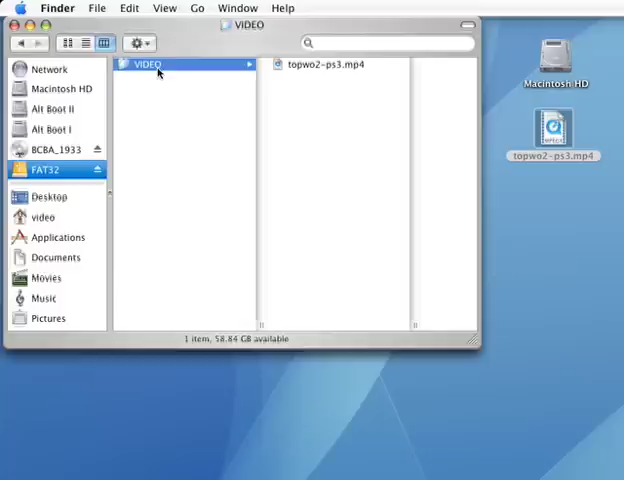 Finder File Edit View Go Window Help
VIDEO
Network
Macintosh HD
Alt Boot II
Alt Boot I
BCBA_1933
FAT32
Desktop
video
Applications
Documents
Movies
Music
Pictures
VIDEO
topwo2-ps3.mp4
1 item, 58.84 GB available
Macintosh HD
MPEG4
topwo2-ps3.mp4